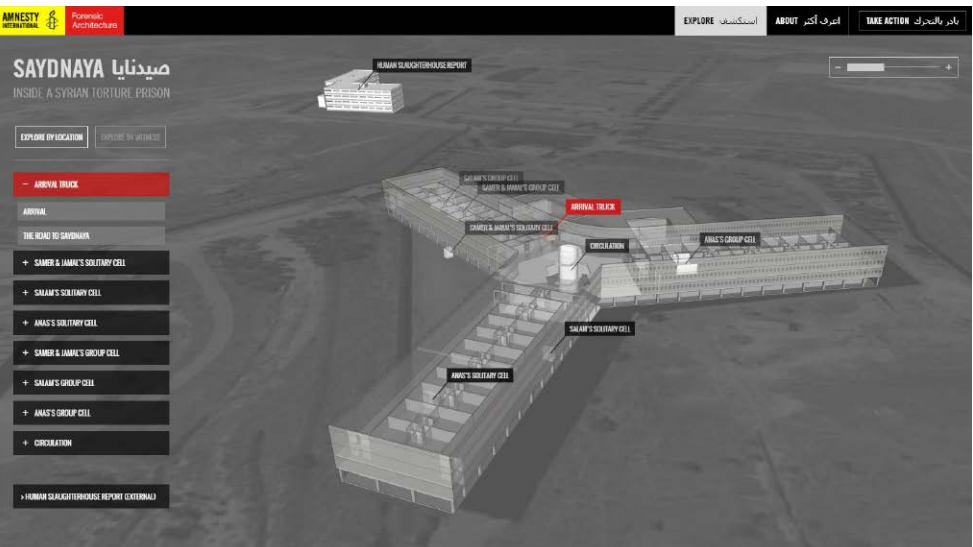 AMNESTY
INTERNATIONAL
Forensic
Architecture
EXPLORE استكشف
ABOUT اعرف أكثر
TAKE ACTION بادر بالتحرك
SAYDNAYA صيدنايا
INSIDE A SYRIAN TORTURE PRISON
EXPLORE BY LOCATION
EXPLORE BY WITNESS
− ARRIVAL TRUCK
ARRIVAL
THE ROAD TO SAYDNAYA
+ SAMER & JAMAL'S SOLITARY CELL
+ SALAM'S SOLITARY CELL
+ ANAS'S SOLITARY CELL
+ SAMER & JAMAL'S GROUP CELL
+ SALAM'S GROUP CELL
+ ANAS'S GROUP CELL
+ CIRCULATION
› HUMAN SLAUGHTERHOUSE REPORT (EXTERNAL)
− +
HUMAN SLAUGHTERHOUSE REPORT
SALAM'S GROUP CELL
SAMER & JAMAL'S GROUP CELL
ARRIVAL TRUCK
SAMER & JAMAL'S SOLITARY CELL
CIRCULATION
ANAS'S GROUP CELL
SALAM'S SOLITARY CELL
ANAS'S SOLITARY CELL